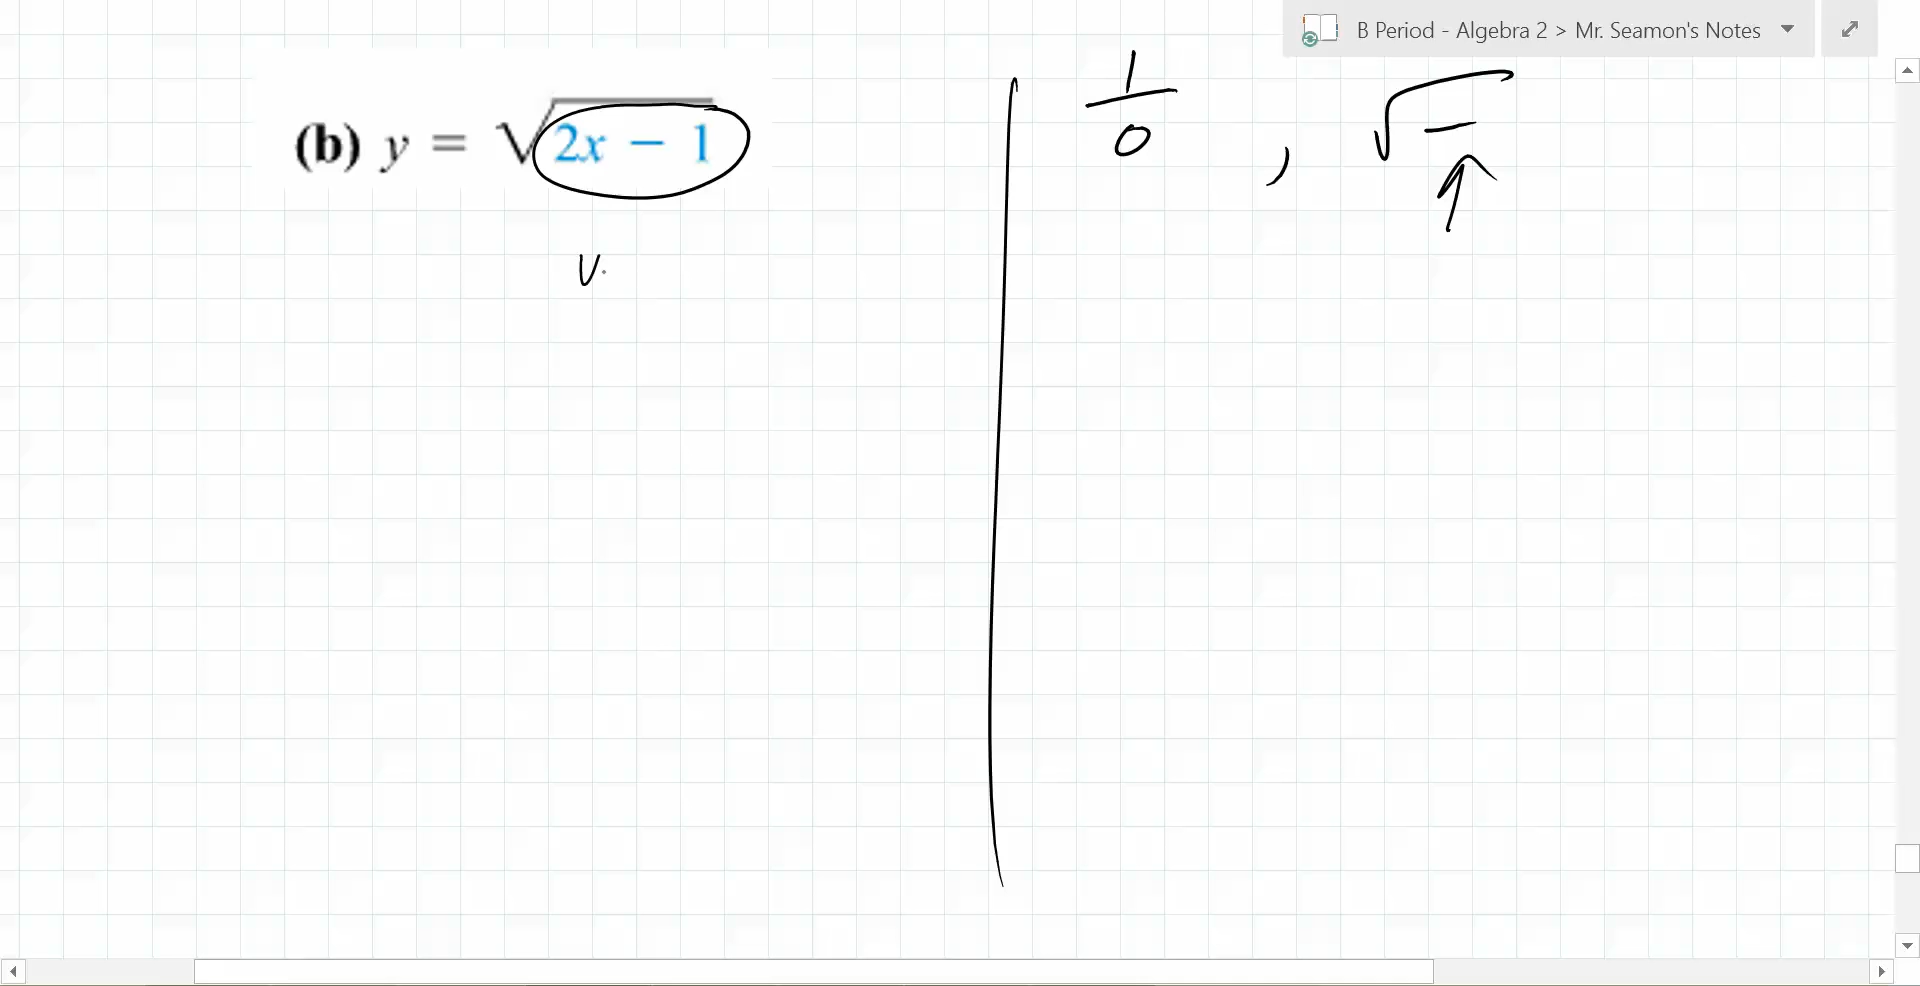 B Period - Algebra 2 > Mr. Seamon's Notes
(b) y = √2x − 1
1/0 , √−